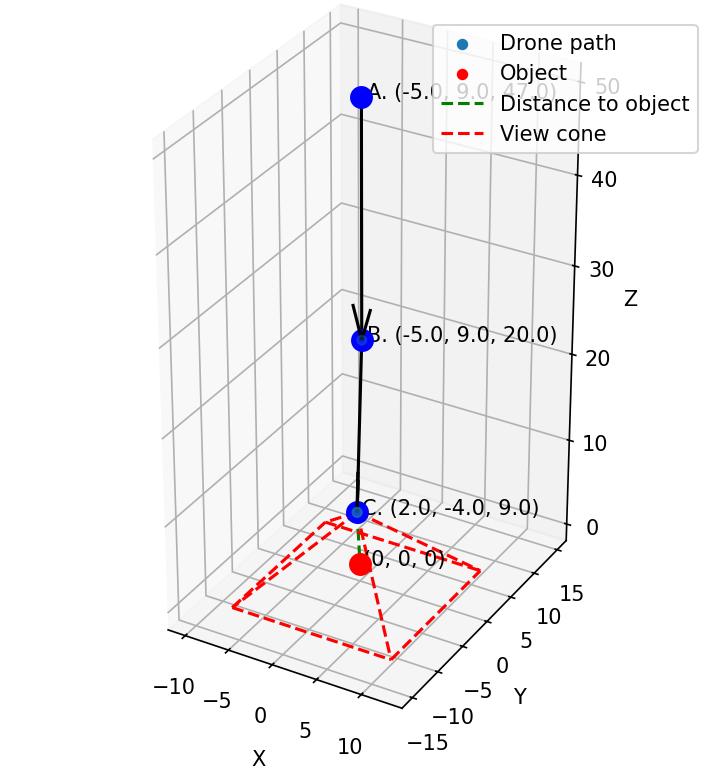 Drone path
Object
Distance to object
View cone
A. (-5.0, 9.0, 47.0)
B. (-5.0, 9.0, 20.0)
C. (2.0, -4.0, 9.0)
(0, 0, 0)
50
40
30
20
10
0
Z
−10
−5
0
5
10
X
15
10
5
0
−5
−10
−15
Y